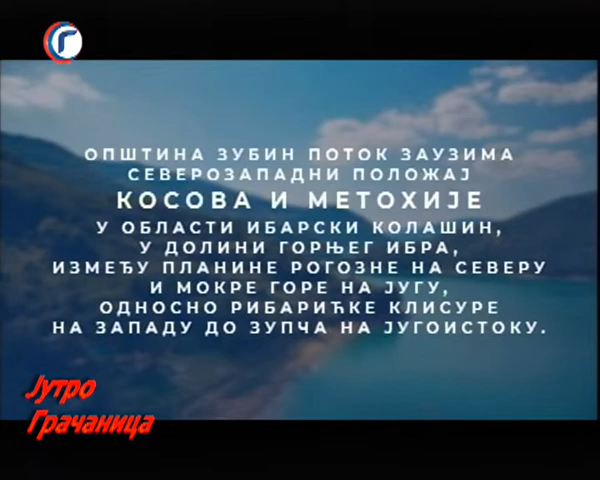 Г
ОПШТИНА ЗУБИН ПОТОК ЗАУЗИМА
СЕВЕРОЗАПАДНИ ПОЛОЖАЈ
КОСОВА И МЕТОХИЈЕ
У ОБЛАСТИ ИБАРСКИ КОЛАШИН,
У ДОЛИНИ ГОРЊЕГ ИБРА,
ИЗМЕЂУ ПЛАНИНЕ РОГОЗНЕ НА СЕВЕРУ
И МОКРЕ ГОРЕ НА ЈУГУ,
ОДНОСНО РИБАРИЋКЕ КЛИСУРЕ
НА ЗАПАДУ ДО ЗУПЧА НА ЈУГОИСТОКУ.
Јутро
Грачаница